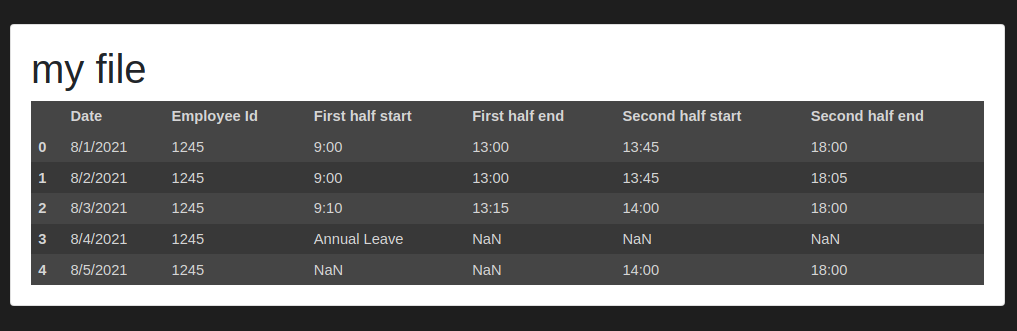 my file
Date Employee Id First half start First half end Second half start Second half end
0 8/1/2021 1245 9:00 13:00 13:45 18:00
1 8/2/2021 1245 9:00 13:00 13:45 18:05
2 8/3/2021 1245 9:10 13:15 14:00 18:00
3 8/4/2021 1245 Annual Leave NaN NaN NaN
4 8/5/2021 1245 NaN NaN 14:00 18:00